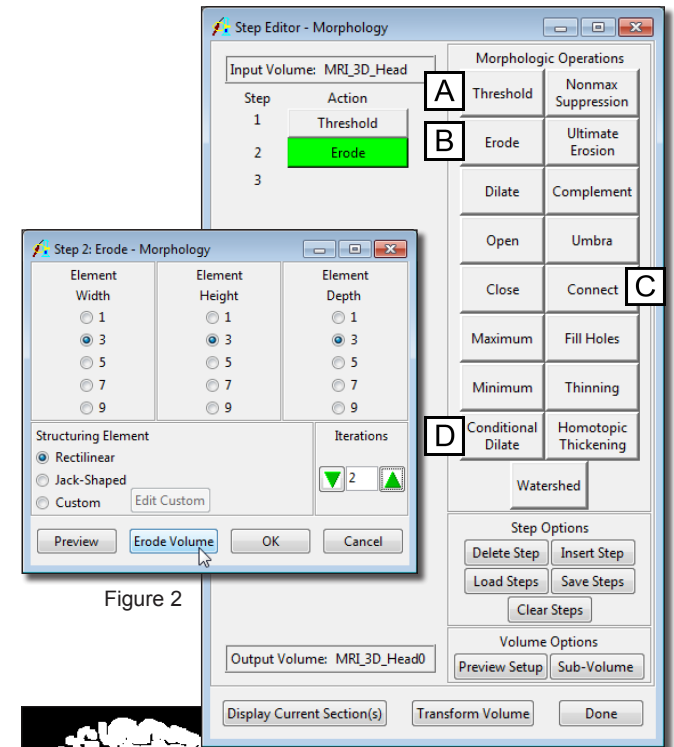 Step Editor - Morphology
Input Volume: MRI_3D_Head
Step Action
1 Threshold
2 Erode
3
Morphologic Operations
A Threshold
Nonmax
Suppression
B Erode
Ultimate
Erosion
Dilate
Complement
Open
Umbra
Close
Connect C
Maximum
Fill Holes
Minimum
Thinning
D Conditional
Dilate
Homotopic
Thickening
Watershed
Step Options
Delete Step
Insert Step
Load Steps
Save Steps
Clear Steps
Volume Options
Preview Setup
Sub-Volume
Output Volume: MRI_3D_Head0
Display Current Section(s)
Transform Volume
Done
Step 2: Erode - Morphology
Element
Width
1
3
5
7
9
Element
Height
1
3
5
7
9
Element
Depth
1
3
5
7
9
Structuring Element
Rectilinear
Jack-Shaped
Custom
Edit Custom
Iterations
2
Preview
Erode Volume
OK
Cancel
Figure 2